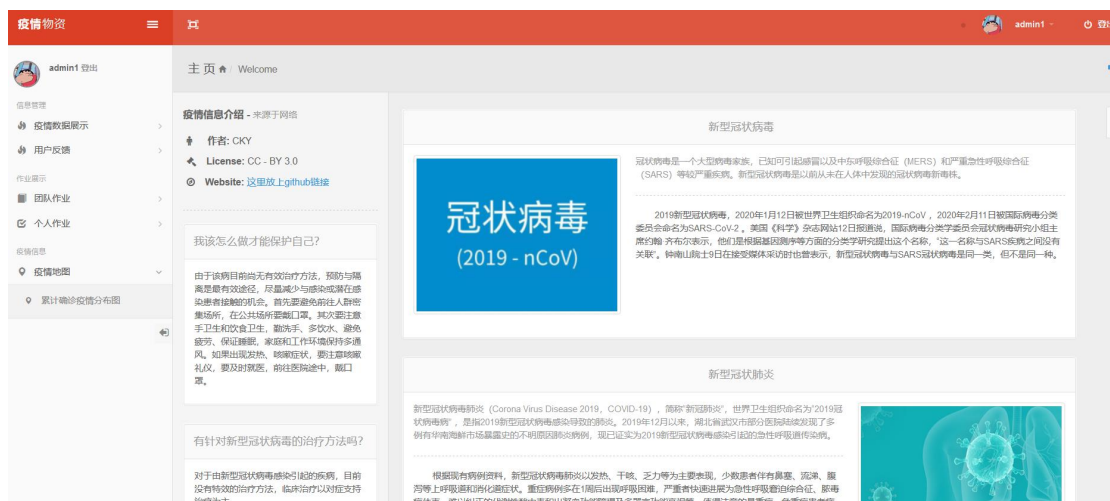 疫情物资
admin1
admin1 登出
主页 / Welcome
信息管理
疫情数据展示
用户反馈
作业展示
团队作业
个人作业
疫情信息
疫情地图
累计确诊疫情分布图
疫情信息介绍 - 来源于网络
作者: CKY
License: CC - BY 3.0
Website: 这里放上github链接
我该怎么做才能保护自己?
由于该病目前尚无有效治疗方法，预防与隔
离是最有效途径，尽量减少与感染或潜在感
染患者接触的机会。首先要避免前往人群密
集场所，在公共场所要戴口罩。其次要注意
手卫生和饮食卫生，勤洗手、多饮水、避免
疲劳、保证睡眠，家庭和工作环境保持多通
风。如果出现发热、咳嗽症状，要注意咳嗽
礼仪，要及时就医，前往医院途中，戴口
罩。
有针对新型冠状病毒的治疗方法吗?
对于由新型冠状病毒感染引起的疾病，目前
没有特效的治疗方法，临床治疗以对症支持
新型冠状病毒
冠状病毒
(2019 - nCoV)
冠状病毒是一个大型病毒家族，已知可引起感冒以及中东呼吸综合征（MERS）和严重急性呼吸综合征
（SARS）等较严重疾病。新型冠状病毒是以前从未在人体中发现的冠状病毒新毒株。
2019新型冠状病毒，2020年1月12日被世界卫生组织命名为2019-nCoV ，2020年2月11日被国际病毒分类
委员会命名为SARS-CoV-2 。美国《科学》杂志网站12日报道说，国际病毒分类学委员会冠状病毒研究小组主
席约翰·齐布尔表示，他们是根据基因测序等方面的分类学研究提出这个名称，“这一名称与SARS疾病之间没有
关联”。钟南山院士9日在接受媒体采访时也曾表示，新型冠状病毒与SARS冠状病毒是同一类，但不是同一种。
新型冠状肺炎
新型冠状病毒肺炎（Corona Virus Disease 2019，COVID-19），简称“新冠肺炎”，世界卫生组织命名为“2019冠
状病毒病”，是指2019新型冠状病毒感染导致的肺炎。2019年12月以来，湖北省武汉市部分医院陆续发现了多
例有华南海鲜市场暴露史的不明原因肺炎病例，现已证实为2019新型冠状病毒感染引起的急性呼吸道传染病。
根据现有病例资料，新型冠状病毒肺炎以发热、干咳、乏力等为主要表现，少数患者伴有鼻塞、流涕、腹
泻等上呼吸道和消化道症状。重症病例多在1周后出现呼吸困难，严重者快速进展为急性呼吸窘迫综合征、脓毒